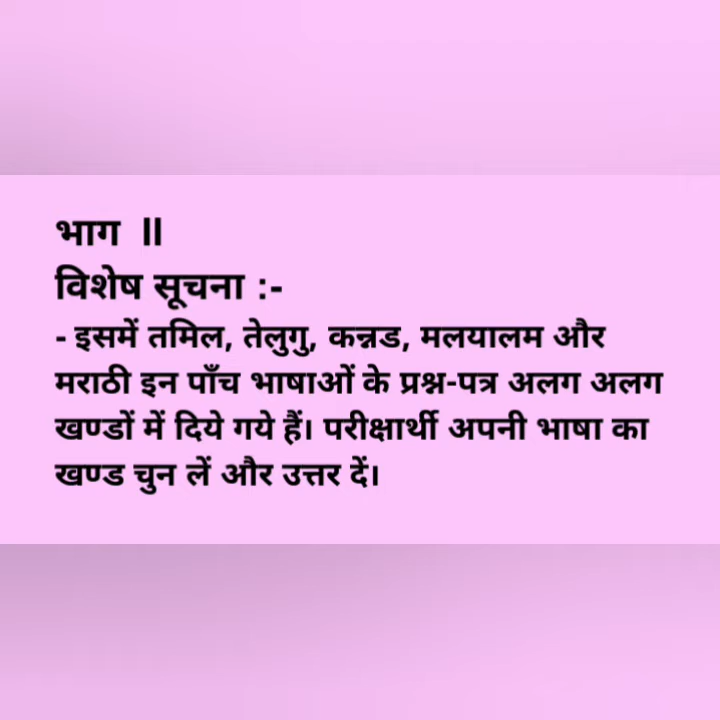 भाग  II
विशेष सूचना :-
- इसमें तमिल, तेलुगु, कन्नड, मलयालम और
मराठी इन पाँच भाषाओं के प्रश्न-पत्र अलग अलग
खण्डों में दिये गये हैं। परीक्षार्थी अपनी भाषा का
खण्ड चुन लें और उत्तर दें।